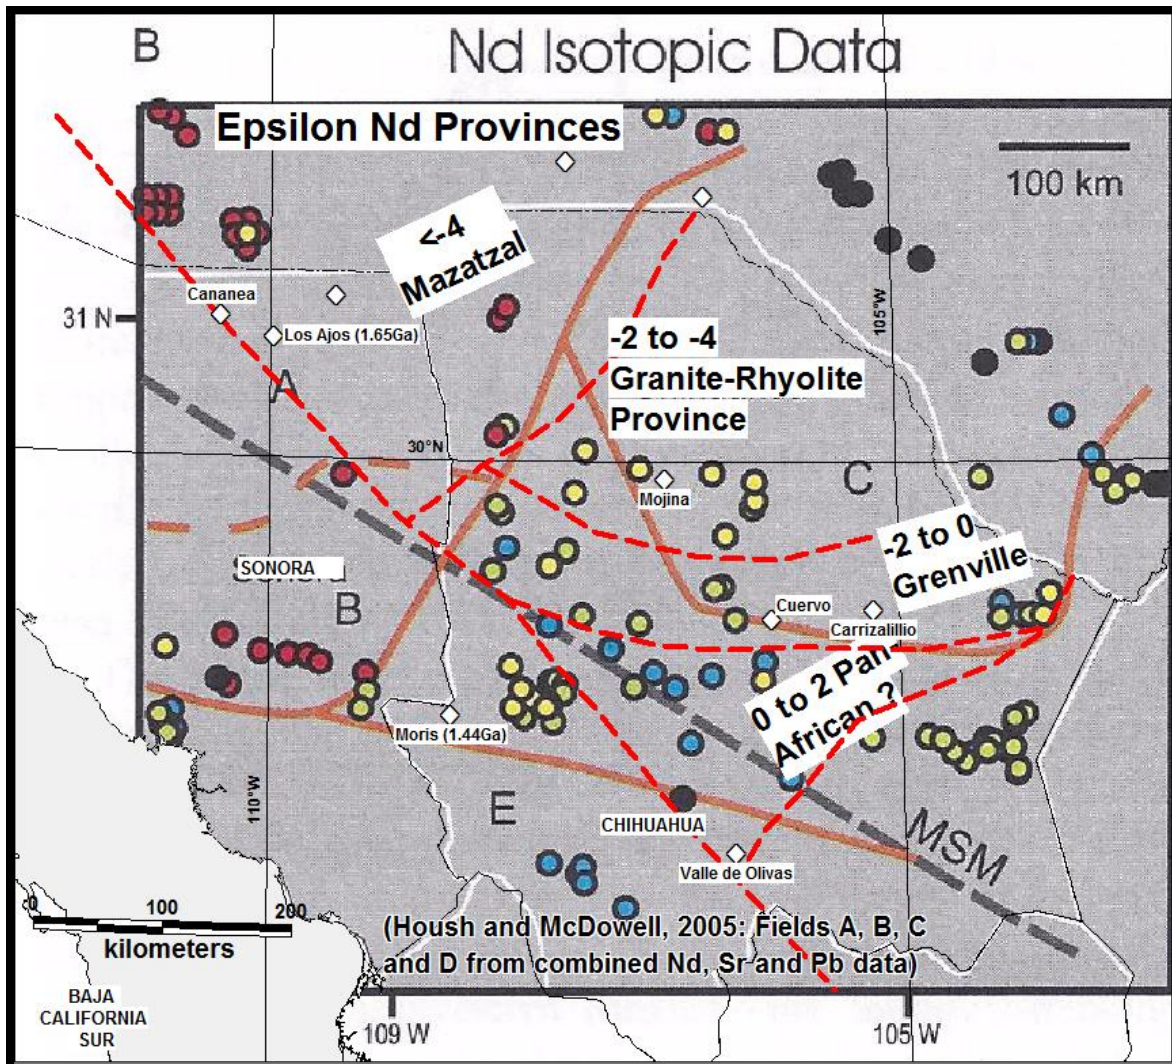 B
Nd Isotopic Data
Epsilon Nd Provinces
100 km
<-4
Mazatzal
105°W
Cananea
31 N
Los Ajos (1.65Ga)
-2 to -4
Granite-Rhyolite
Province
A
30°N
Mojina
C
-2 to 0
Grenville
SONORA
B
Cuervo
Carrizalillio
0 to 2 Pan-
African ?
Moris (1.44Ga)
110°W
E
CHIHUAHUA
MSM
Valle de Olivas
0 100 200
kilometers
(Housh and McDowell, 2005: Fields A, B, C
and D from combined Nd, Sr and Pb data)
BAJA
CALIFORNIA
SUR
109 W
105 W